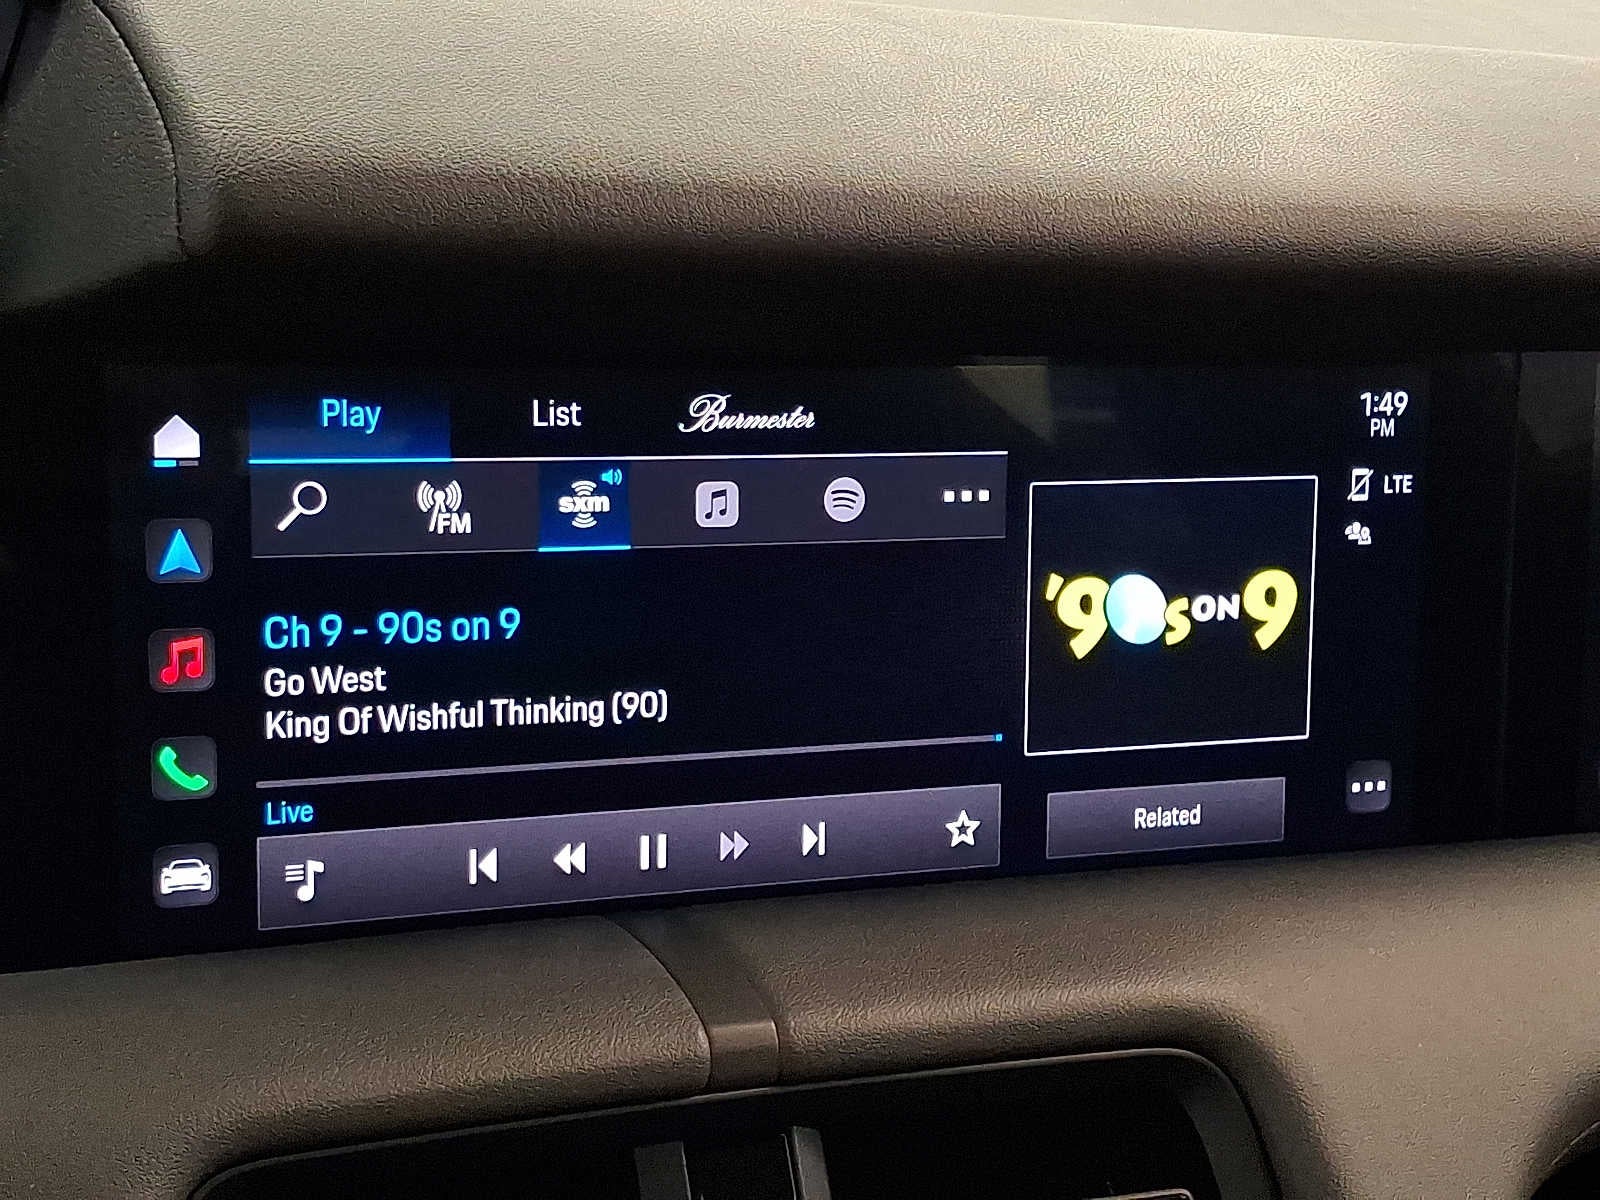 Play List Burmester
1:49
PM
FM
sxm
LTE
Ch 9 - 90s on 9
Go West
King Of Wishful Thinking (90)
'90s ON 9
Live
Related